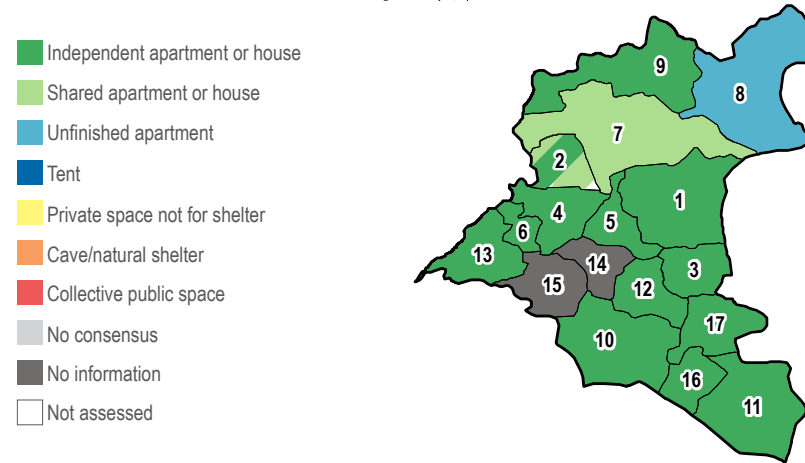 Independent apartment or house
Shared apartment or house
Unfinished apartment
Tent
Private space not for shelter
Cave/natural shelter
Collective public space
No consensus
No information
Not assessed
9
8
7
2
1
4
5
6
13
14
3
15
12
17
10
16
11